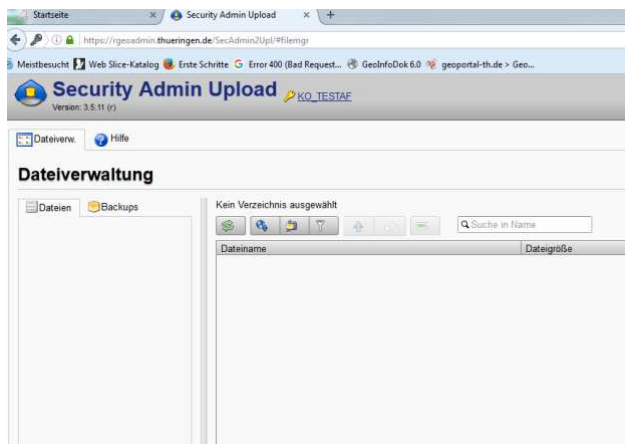 Startseite × Security Admin Upload × +
https://rgeoadmin.thueringen.de/SecAdmin2Upl/#filemgr
Meistbesucht Web Slice-Katalog Erste Schritte Error 400 (Bad Request... GeoInfoDok 6.0 geoportal-th.de > Geo...
Security Admin Upload KO_TESTAF
Version: 3.5.11 (r)
Dateiverw. Hilfe
Dateiverwaltung
Dateien Backups
Kein Verzeichnis ausgewählt
Suche in Name
Dateiname Dateigröße